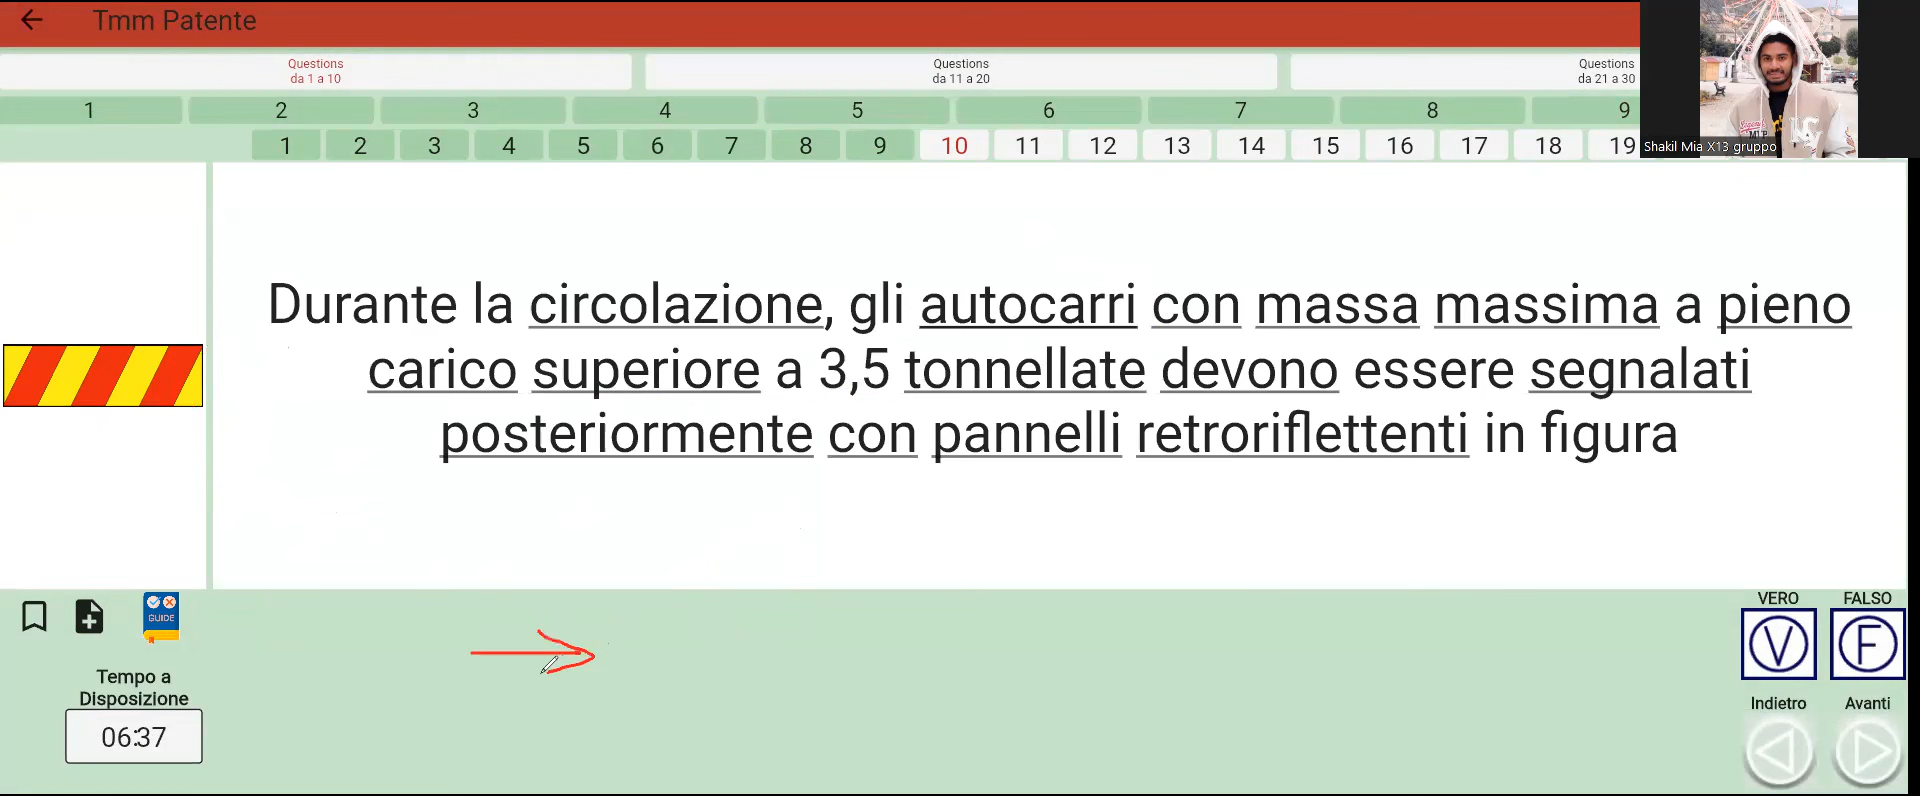 Tmm Patente
Questions
da 1 a 10
Questions
da 11 a 20
Questions
da 21 a 30
1 2 3 4 5 6 7 8 9
1 2 3 4 5 6 7 8 9 10 11 12 13 14 15 16 17 18 19
Shakil Mia X13 gruppo
Durante la circolazione, gli autocarri con massa massima a pieno
carico superiore a 3,5 tonnellate devono essere segnalati
posteriormente con pannelli retroriflettenti in figura
GUIDE
Tempo a
Disposizione
06:37
VERO FALSO
V F
Indietro Avanti